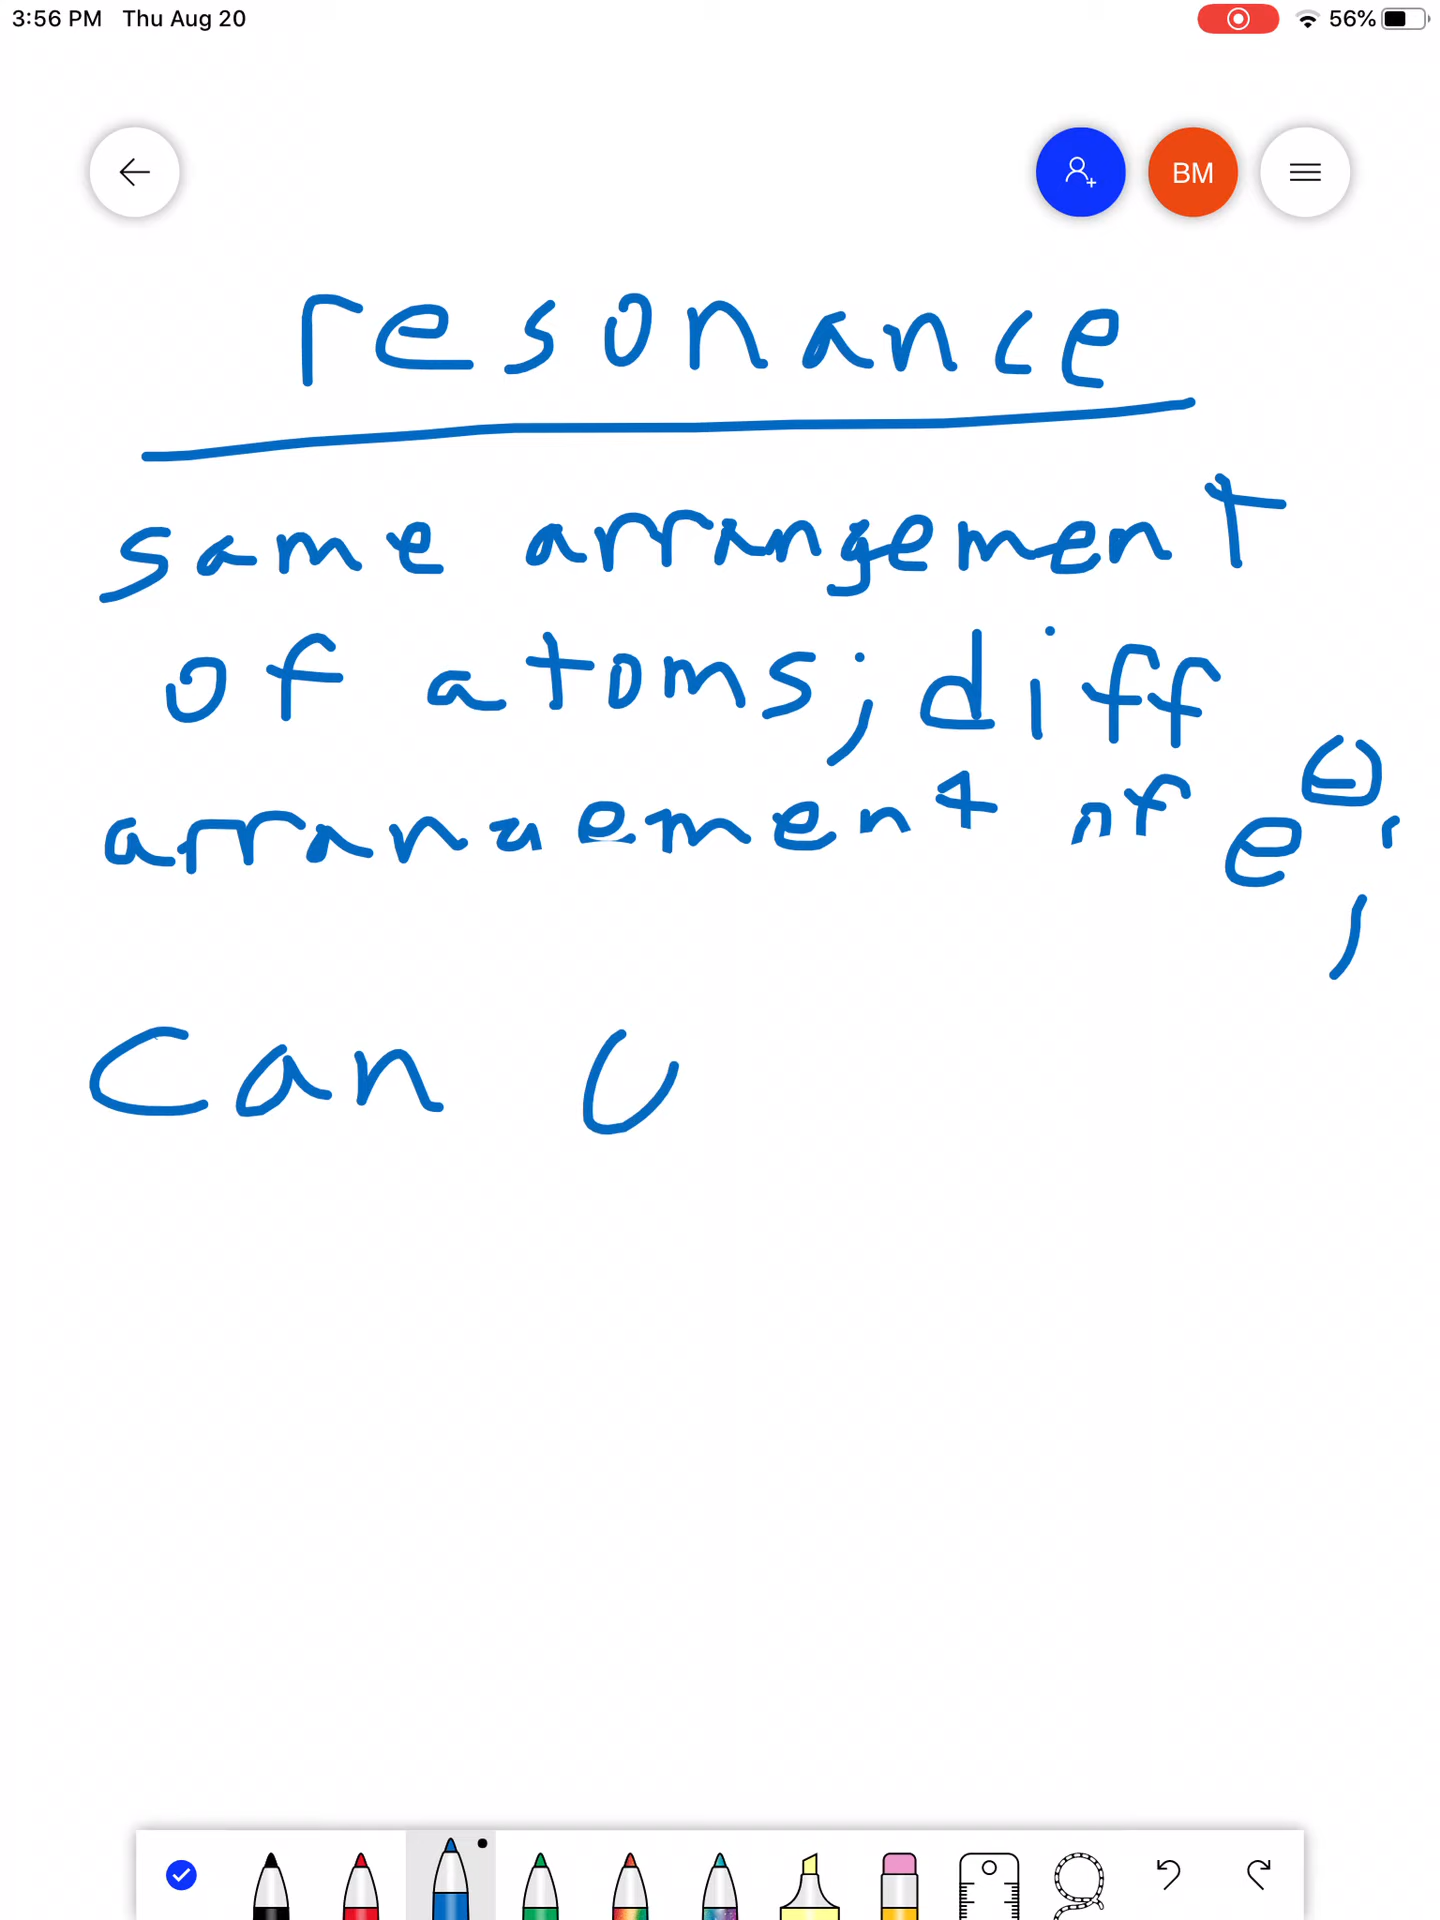 3:56 PM Thu Aug 20 56%
BM
resonance
same arrangement
of atoms; diff
arrangement of e⊖;
can